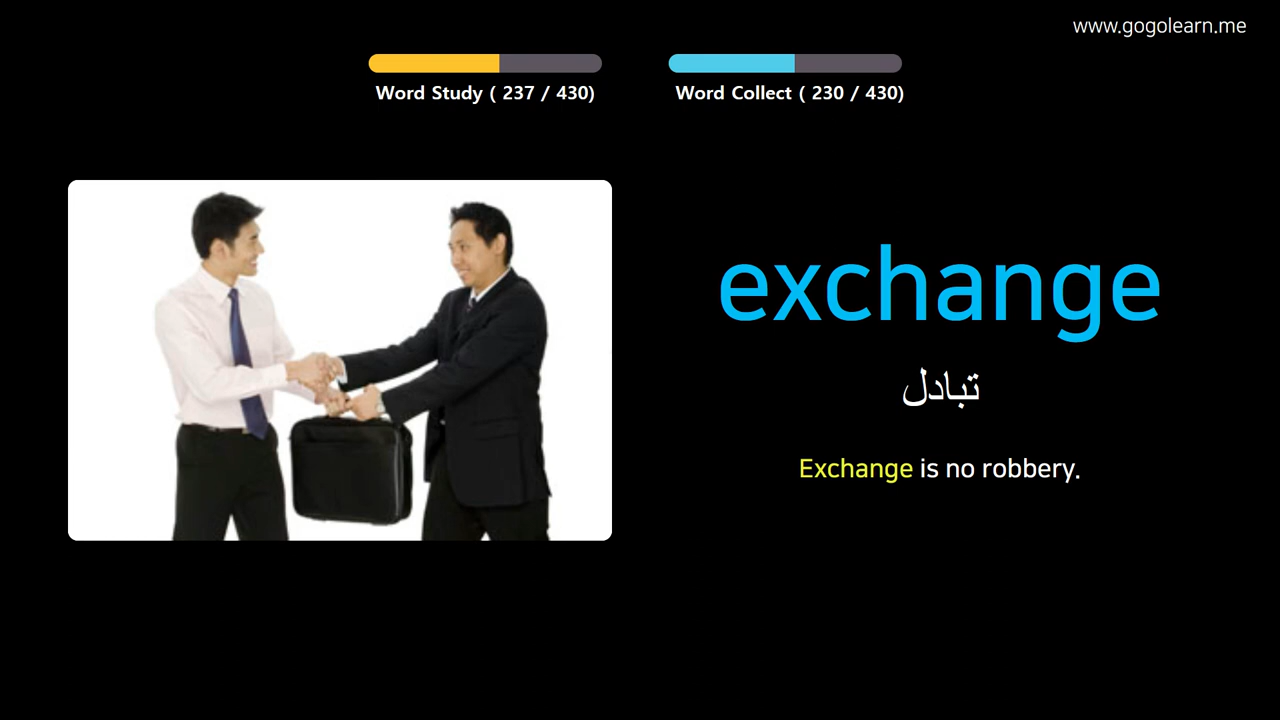 www.gogolearn.me
Word Study ( 237 / 430)
Word Collect ( 230 / 430)
exchange
تبادل
Exchange is no robbery.